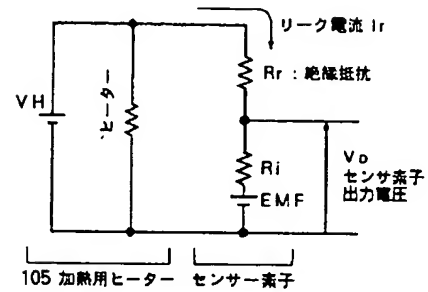 リーク電流 Ir
Rr : 絶縁抵抗
VH
ヒーター
Ri
EMF
Vo
センサ素子
出力電圧
105 加熱用ヒーター
センサー素子